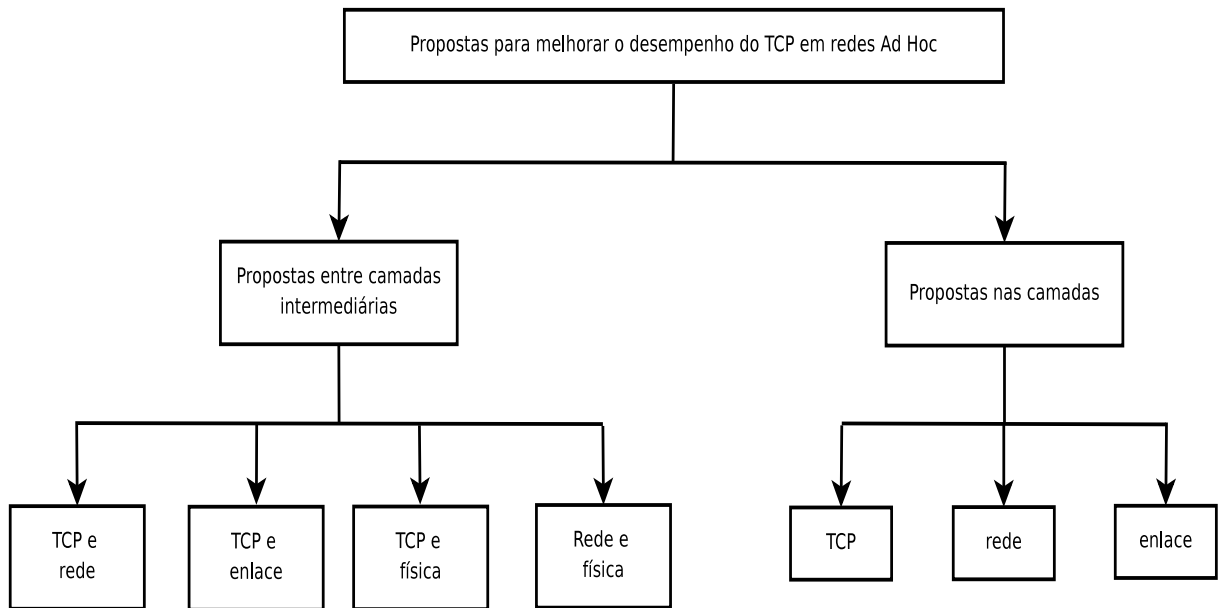 Propostas para melhorar o desempenho do TCP em redes Ad Hoc
Propostas entre camadas
intermediárias
Propostas nas camadas
TCP e
rede
TCP e
enlace
TCP e
física
Rede e
física
TCP
rede
enlace